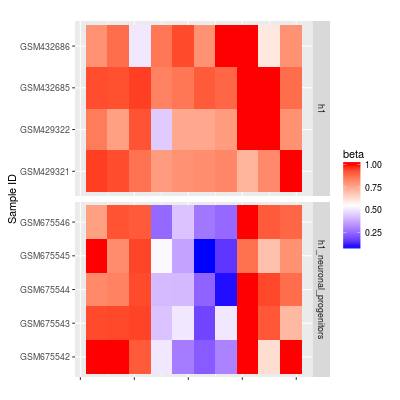 Sample ID
GSM432686
GSM432685
GSM429322
GSM429321
h1
GSM675546
GSM675545
GSM675544
GSM675543
GSM675542
h1_neuronal_progenitors
beta
1.00
0.75
0.50
0.25